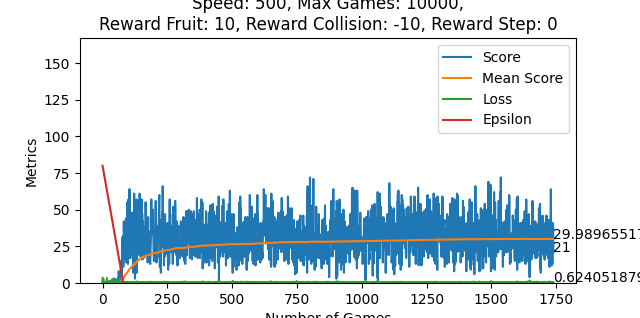 Speed: 500, Max Games: 10000,
Reward Fruit: 10, Reward Collision: -10, Reward Step: 0
Score
Mean Score
Loss
Epsilon
150
125
100
75
50
25
0
Metrics
29.98965517
21
0.624051879
0 250 500 750 1000 1250 1500 1750
Number of Games